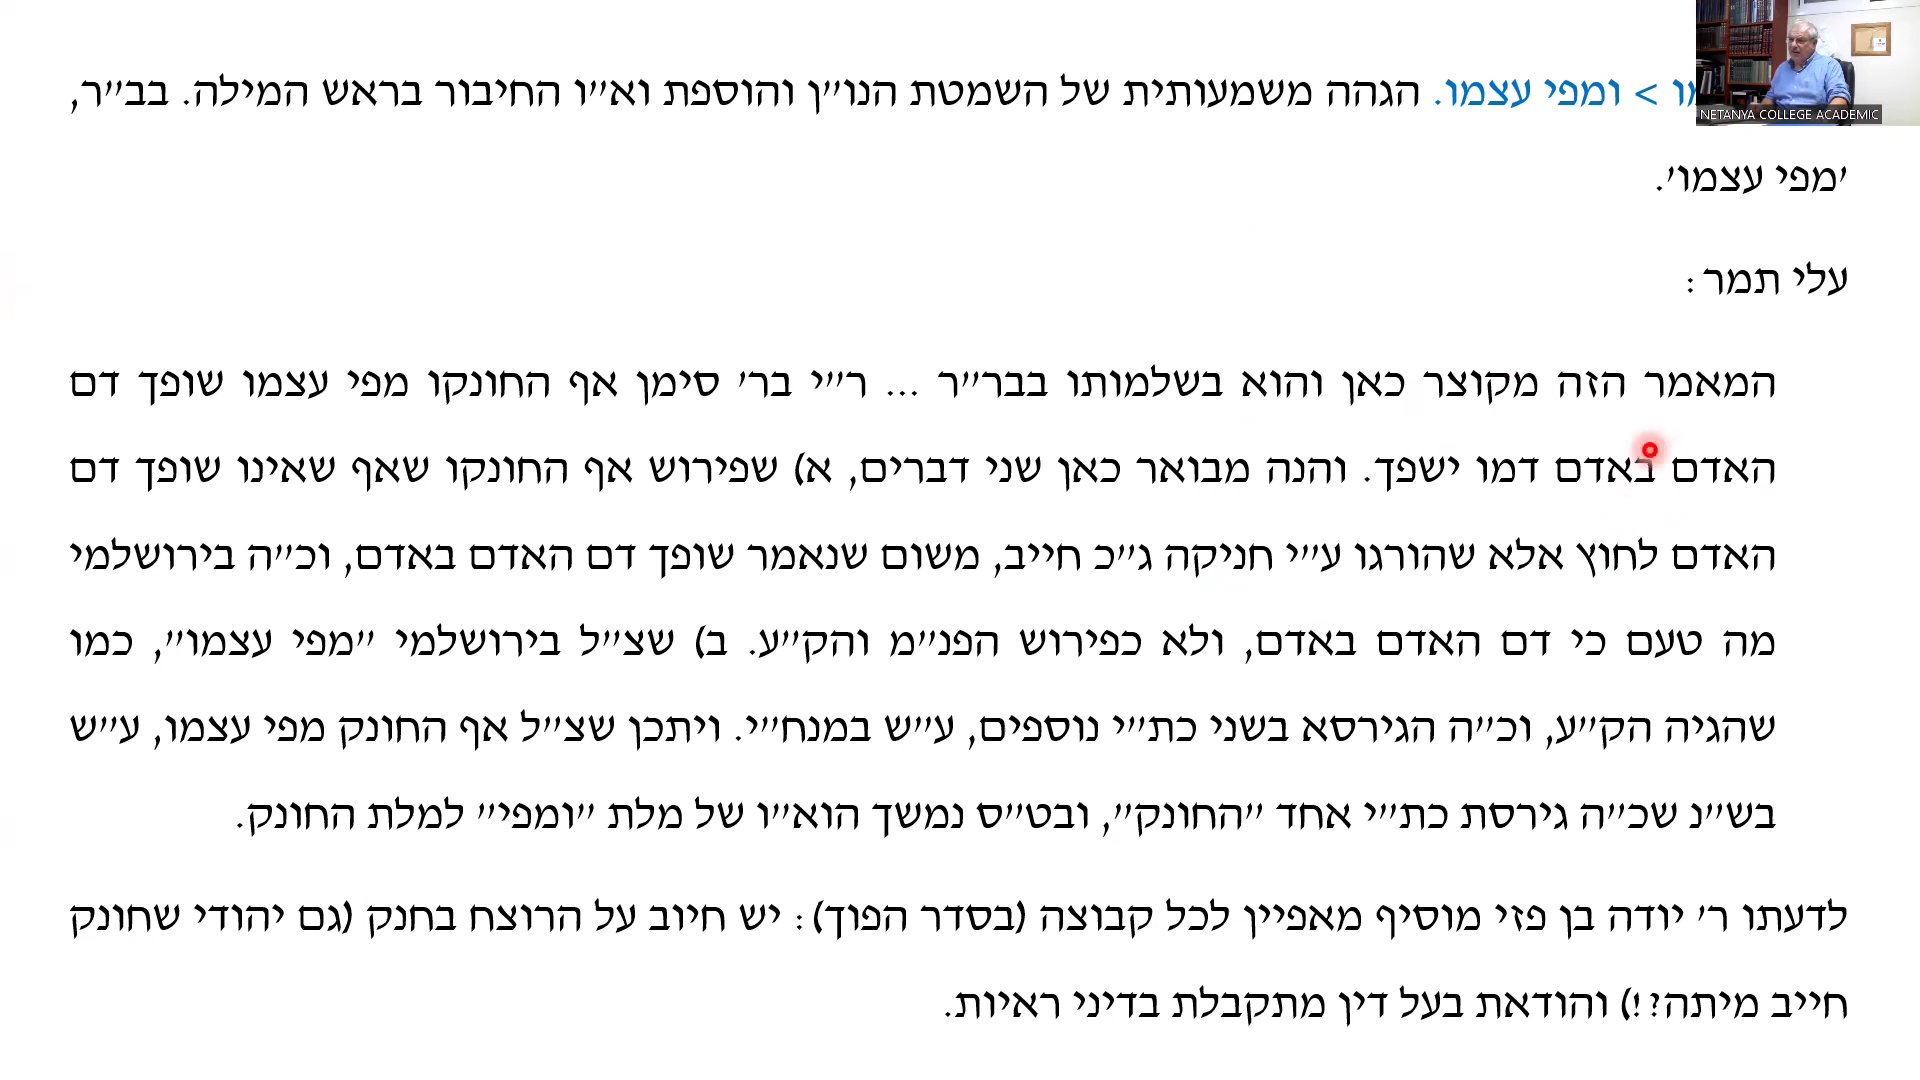 NETANYA COLLEGE ACADEMIC
> ומפי עצמו. הגהה משמעותית של השמטת הנו״ן והוספת וא״ו החיבור בראש המילה. בב״ר,
׳מפי עצמו׳.
עלי תמר:
המאמר הזה מקוצר כאן והוא בשלמותו בבר״ר ... ר״י בר׳ סימן אף החונקו מפי עצמו שופך דם
האדם באדם דמו ישפך. והנה מבואר כאן שני דברים, א) שפירוש אף החונקו שאף שאינו שופך דם
האדם לחוץ אלא שהורגו ע״י חניקה ג״כ חייב, משום שנאמר שופך דם האדם באדם, וכ״ה בירושלמי
מה טעם כי דם האדם באדם, ולא כפירוש הפנ״מ והק״ע. ב) שצ״ל בירושלמי ״מפי עצמו״, כמו
שהגיה הק״ע, וכ״ה הגירסא בשני כת״י נוספים, ע״ש במנח״י. ויתכן שצ״ל אף החונק מפי עצמו, ע״ש
בש״נ שכ״ה גירסת כת״י אחד ״החונק״, ובט״ס נמשך הוא״ו של מלת ״ומפי״ למלת החונק.
לדעתו ר׳ יודה בן פזי מוסיף מאפיין לכל קבוצה (בסדר הפוך): יש חיוב על הרוצח בחנק (גם יהודי שחונק
חייב מיתה?!) והודאת בעל דין מתקבלת בדיני ראיות.